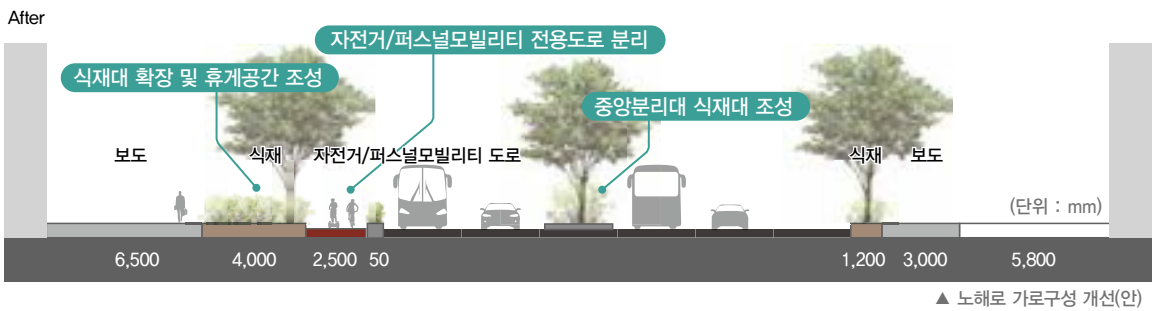 After
자전거/퍼스널모빌리티 전용도로 분리
식재대 확장 및 휴게공간 조성
중앙분리대 식재대 조성
보도 식재 자전거/퍼스널모빌리티 도로 식재 보도
(단위 : mm)
6,500 4,000 2,500 50 1,200 3,000 5,800
▲ 노해로 가로구성 개선(안)